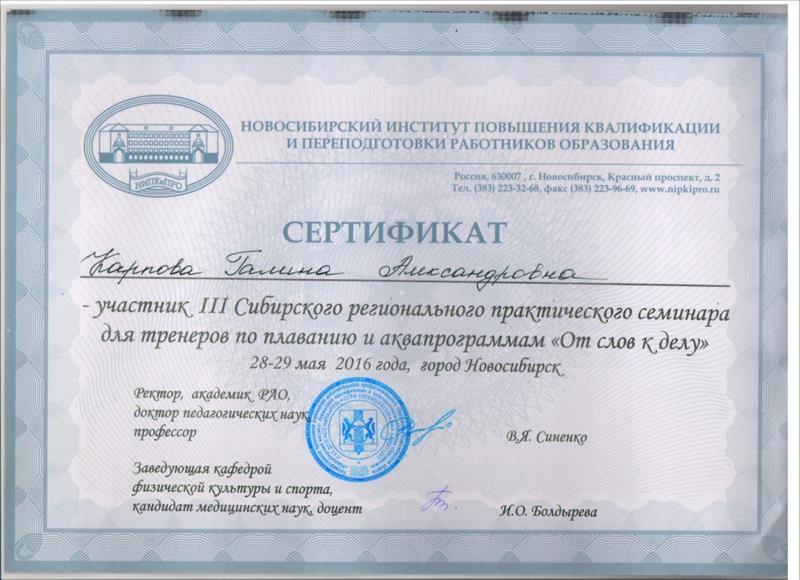 НОВОСИБИРСКИЙ ИНСТИТУТ ПОВЫШЕНИЯ КВАЛИФИКАЦИИ
И ПЕРЕПОДГОТОВКИ РАБОТНИКОВ ОБРАЗОВАНИЯ
НИПКиПРО
Россия, 630007 , г. Новосибирск, Красный проспект, д. 2
Тел. (383) 223-32-68, факс (383) 223-96-69, www.nipkipro.ru
СЕРТИФИКАТ
Карпова Галина Александровна
- участник III Сибирского регионального практического семинара
для тренеров по плаванию и аквапрограммам «От слов к делу»
28-29 мая 2016 года, город Новосибирск
Ректор, академик РАО,
доктор педагогических наук,
профессор
В.Я. Синенко
Заведующая кафедрой
физической культуры и спорта,
кандидат медицинских наук, доцент
И.О. Болдырева